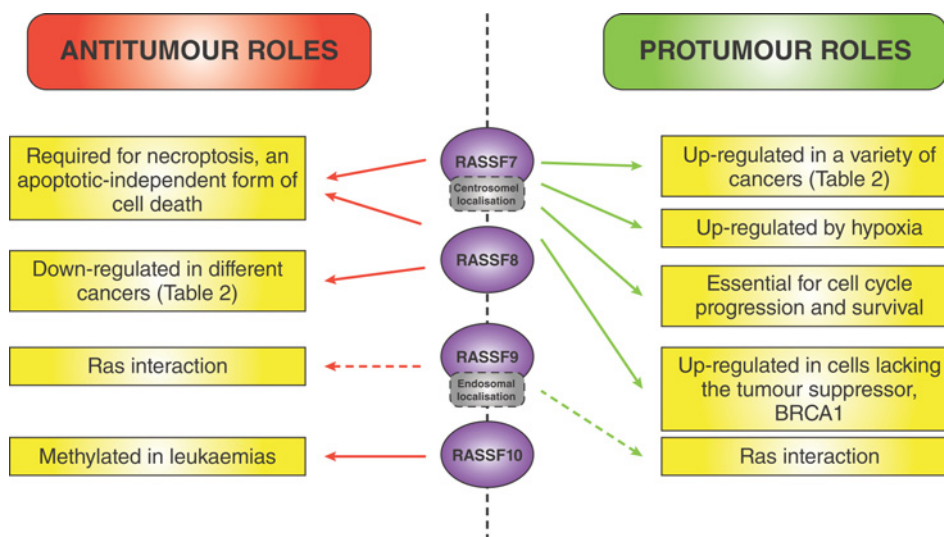 ANTITUMOUR ROLES
PROTUMOUR ROLES
Required for necroptosis, an
apoptotic-independent form of
cell death
Down-regulated in different
cancers (Table 2)
Ras interaction
Methylated in leukaemias
RASSF7
Centrosomel
localisation
RASSF8
RASSF9
Endosomal
localisation
RASSF10
Up-regulated in a variety of
cancers (Table 2)
Up-regulated by hypoxia
Essential for cell cycle
progression and survival
Up-regulated in cells lacking
the tumour suppressor,
BRCA1
Ras interaction